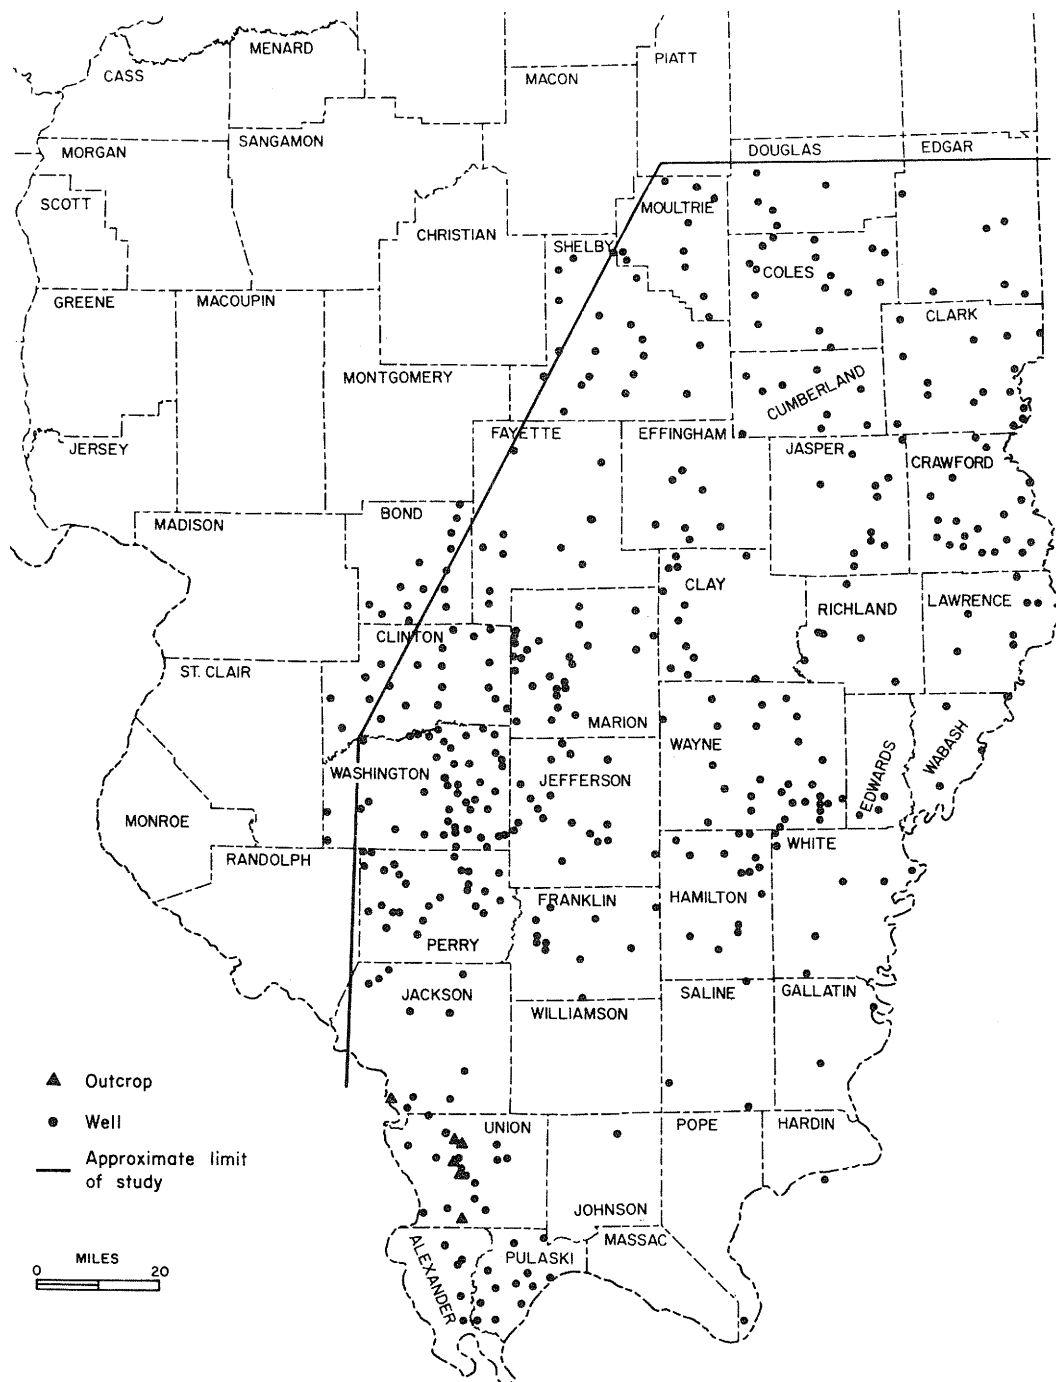 MENARD
CASS
PIATT
MACON
SANGAMON
MORGAN
DOUGLAS
EDGAR
SCOTT
MOULTRIE
CHRISTIAN
SHELBY
COLES
GREENE
MACOUPIN
CLARK
MONTGOMERY
CUMBERLAND
FAYETTE
EFFINGHAM
JERSEY
JASPER
CRAWFORD
BOND
MADISON
CLAY
RICHLAND
LAWRENCE
CLINTON
ST. CLAIR
MARION
WAYNE
EDWARDS
WABASH
WASHINGTON
JEFFERSON
MONROE
WHITE
RANDOLPH
FRANKLIN
HAMILTON
PERRY
SALINE
GALLATIN
JACKSON
WILLIAMSON
Outcrop
Well
UNION
POPE
HARDIN
Approximate limit
of study
JOHNSON
MASSAC
ALEXANDER
PULASKI
MILES
0 20